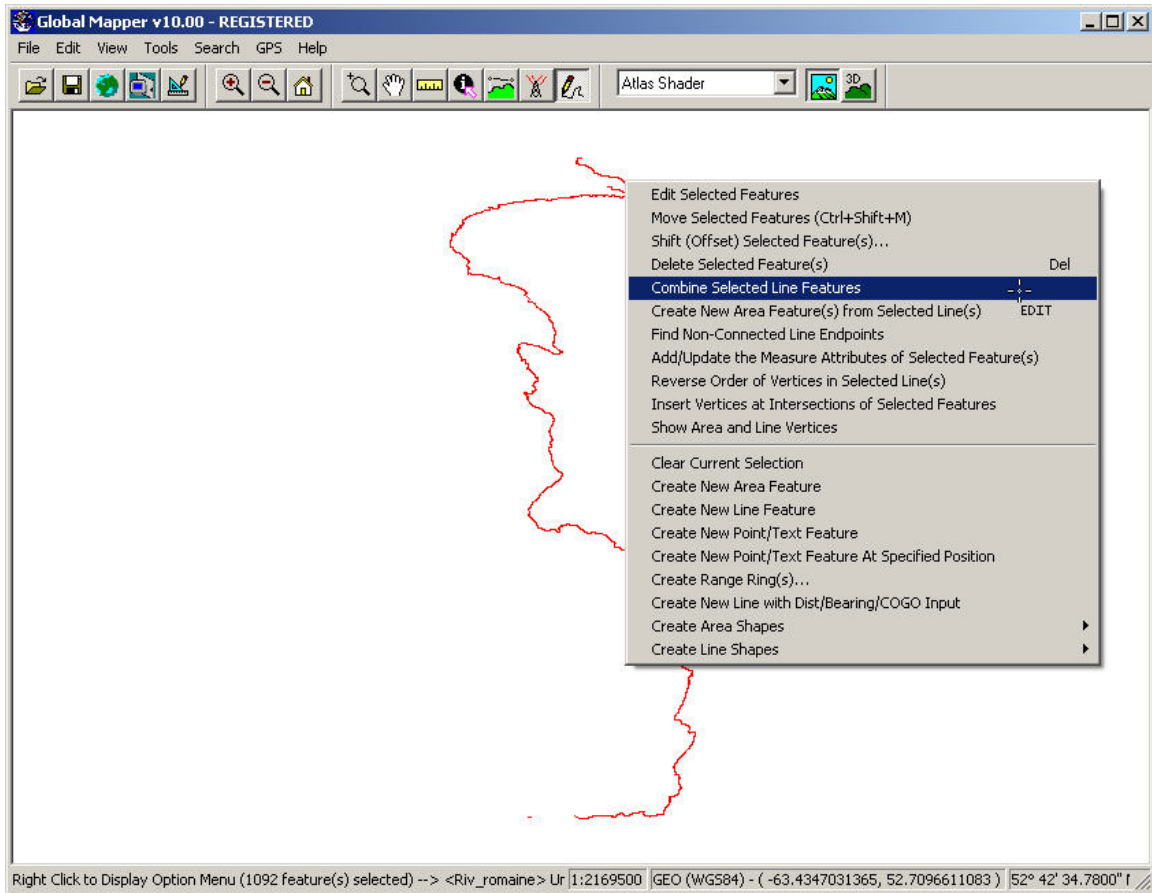 Global Mapper v10.00 - REGISTERED
File Edit View Tools Search GPS Help
Atlas Shader
3D
Edit Selected Features
Move Selected Features (Ctrl+Shift+M)
Shift (Offset) Selected Feature(s)...
Delete Selected Feature(s) Del
Combine Selected Line Features
Create New Area Feature(s) from Selected Line(s) EDIT
Find Non-Connected Line Endpoints
Add/Update the Measure Attributes of Selected Feature(s)
Reverse Order of Vertices in Selected Line(s)
Insert Vertices at Intersections of Selected Features
Show Area and Line Vertices
Clear Current Selection
Create New Area Feature
Create New Line Feature
Create New Point/Text Feature
Create New Point/Text Feature At Specified Position
Create Range Ring(s)...
Create New Line with Dist/Bearing/COGO Input
Create Area Shapes
Create Line Shapes
Right Click to Display Option Menu (1092 feature(s) selected) --> <Riv_romaine> Ur 1:2169500 GEO (WGS84) - ( -63.4347031365, 52.7096611083 ) 52° 42' 34.7800"